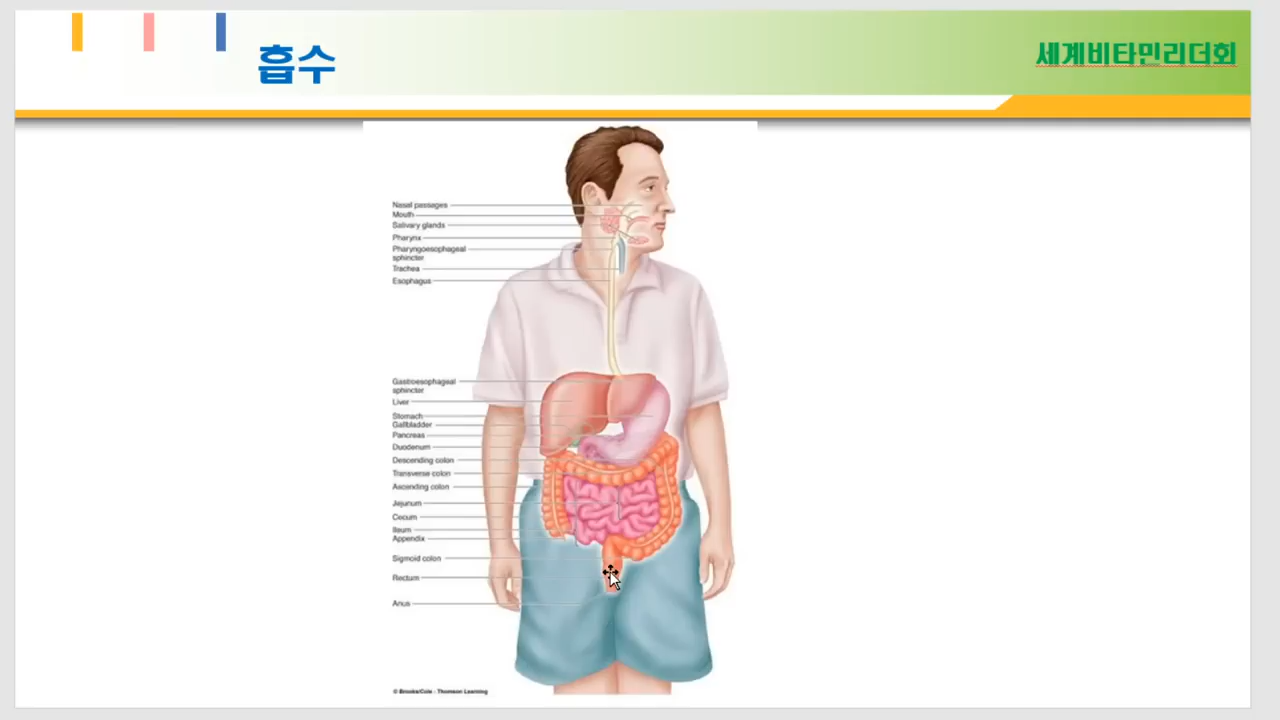 흡수
세계비타민리더회
Nasal passages
Mouth
Salivary glands
Pharynx
Pharyngoesophageal
sphincter
Trachea
Esophagus
Gastroesophageal
sphincter
Liver
Stomach
Gallbladder
Pancreas
Duodenum
Descending colon
Transverse colon
Ascending colon
Jejunum
Cecum
Ileum
Appendix
Sigmoid colon
Rectum
Anus
© Brooks/Cole - Thomson Learning